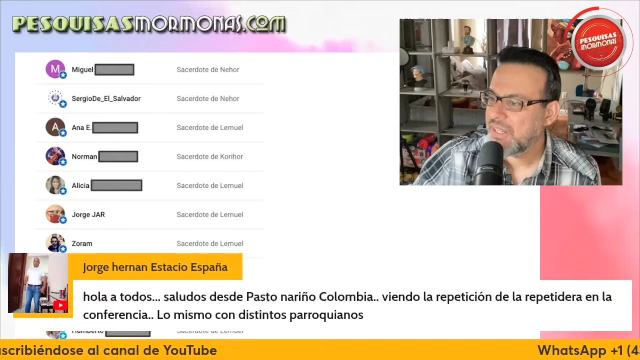 PESQUISASMORMONAS.COM
PESQUISAS
MORMONAS
M
Miguel
Sacerdote de Nehor
SergioDe_El_Salvador
Sacerdote de Nehor
A
Ana E.
Sacerdote de Lemuel
Norman
Sacerdote de Korihor
Alicia
Sacerdote de Lemuel
Jorge JAR
Sacerdote de Lemuel
Zoram
Sacerdote de Lemuel
Jorge hernan Estacio España
hola a todos... saludos desde Pasto nariño Colombia.. viendo la repetición de la repetidera en la
conferencia.. Lo mismo con distintos parroquianos
scribiéndose al canal de YouTube
WhatsApp +1 (4